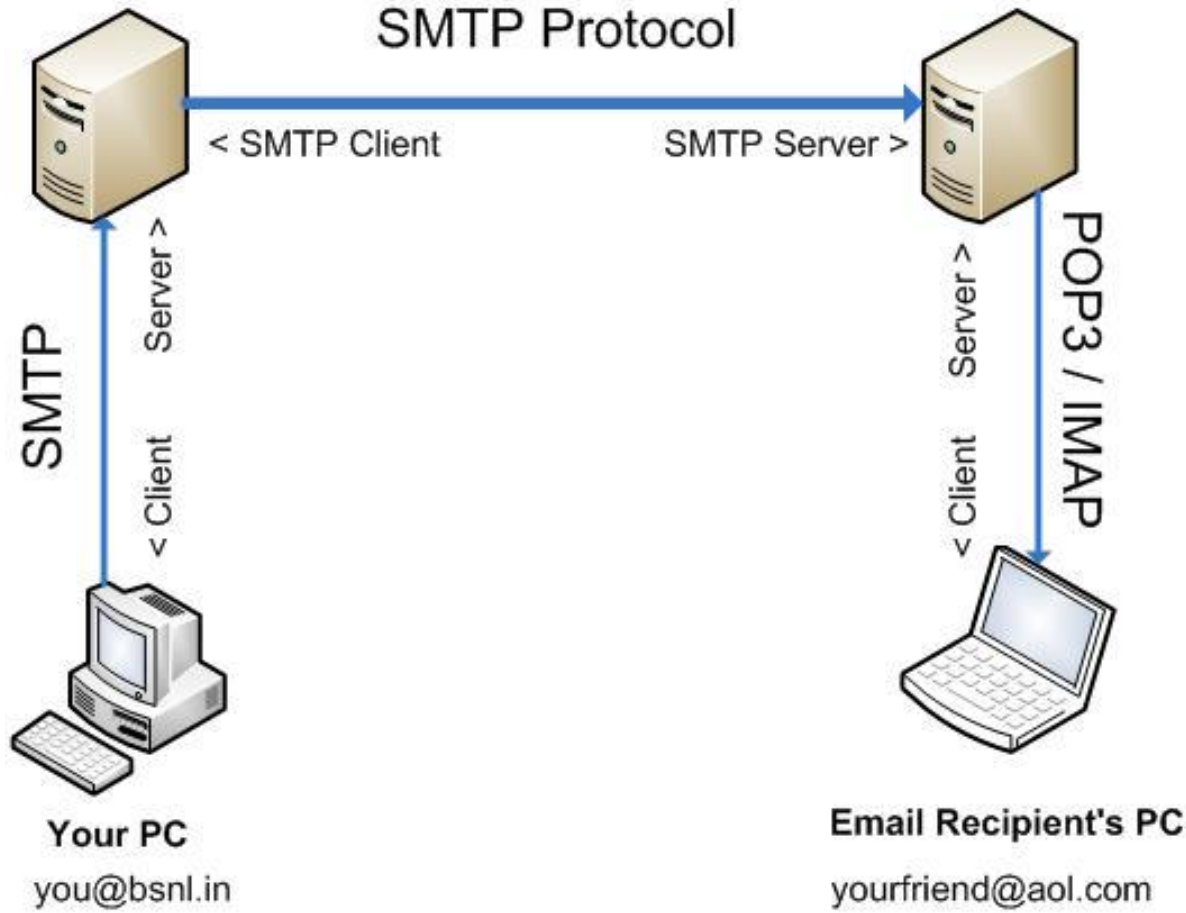 SMTP Protocol
< SMTP Client
SMTP Server >
Server >
< Client
SMTP
Server >
< Client
POP3 / IMAP
Your PC
you@bsnl.in
Email Recipient's PC
yourfriend@aol.com